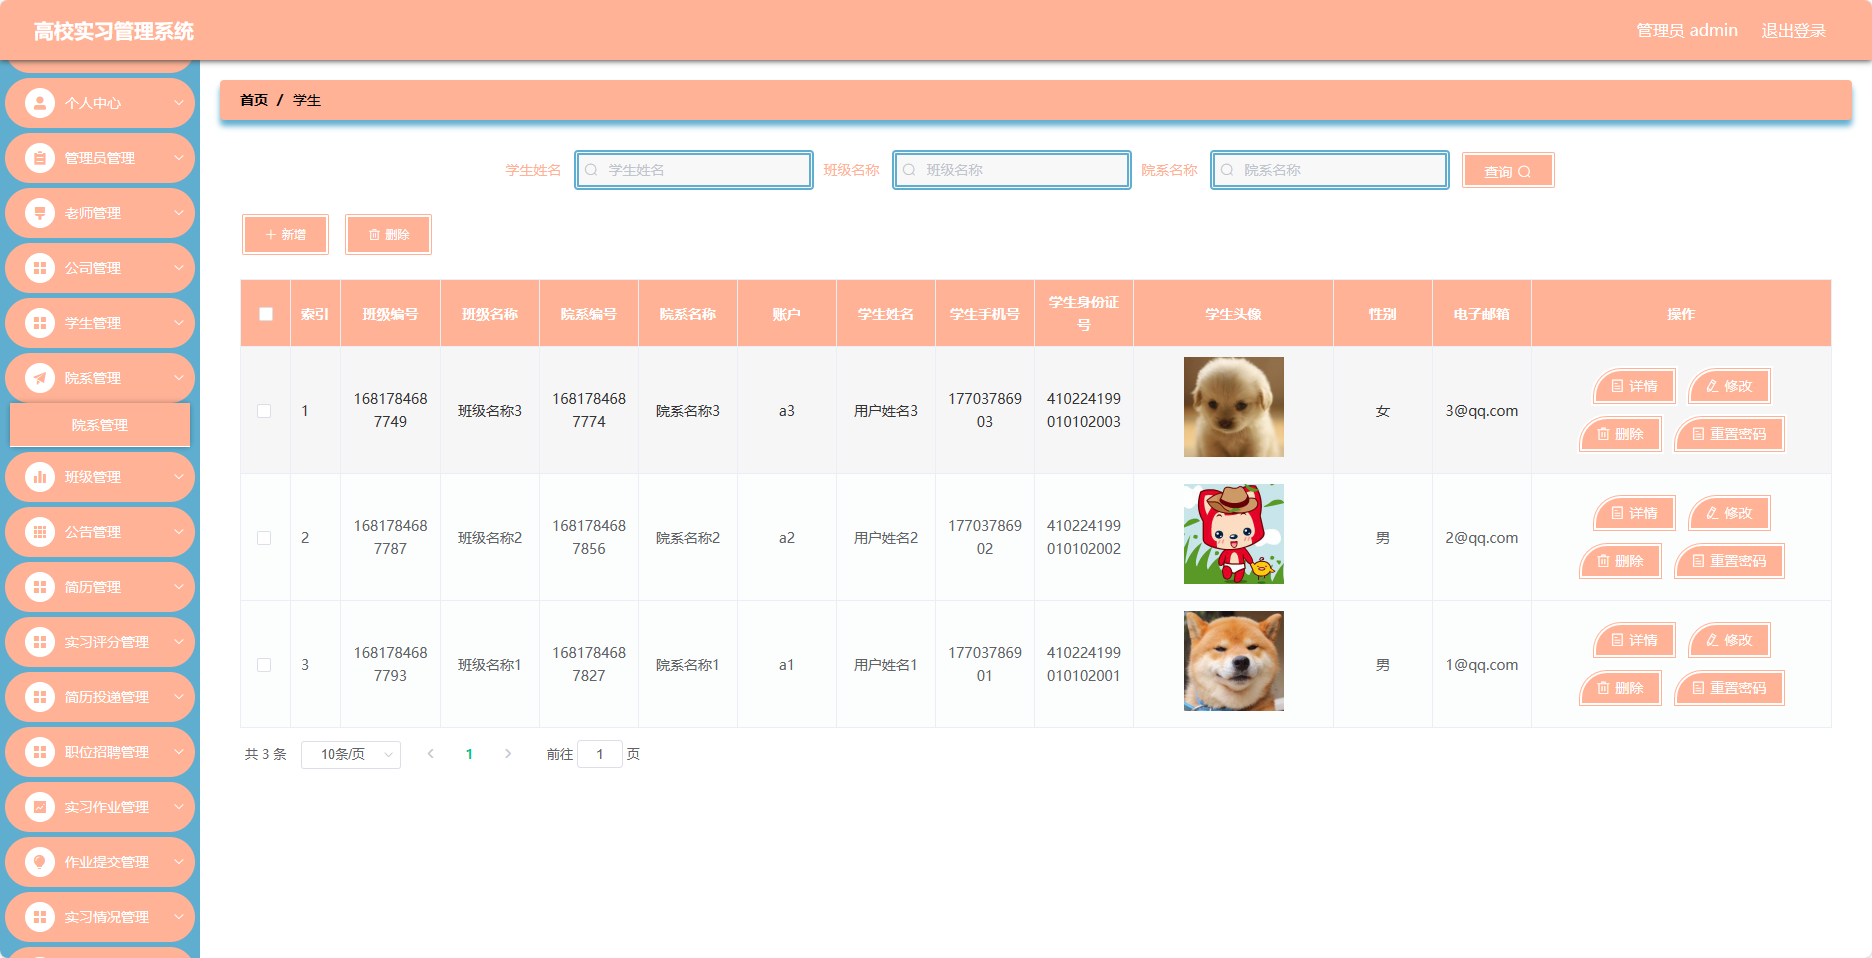 高校实习管理系统
管理员 admin
退出登录
个人中心
管理员管理
老师管理
公司管理
学生管理
院系管理
院系管理
班级管理
公告管理
简历管理
实习评分管理
简历投递管理
职位招聘管理
实习作业管理
作业提交管理
实习情况管理
首页 / 学生
学生姓名 学生姓名 班级名称 班级名称 院系名称 院系名称 查询
新增 删除
索引 班级编号 班级名称 院系编号 院系名称 账户 学生姓名 学生手机号 学生身份证号 学生头像 性别 电子邮箱 操作
1 1681784687749 班级名称3 1681784687774 院系名称3 a3 用户姓名3 17703786903 410224199010102003 女 3@qq.com
详情 修改
删除 重置密码
2 1681784687787 班级名称2 1681784687856 院系名称2 a2 用户姓名2 17703786902 410224199010102002 男 2@qq.com
详情 修改
删除 重置密码
3 1681784687793 班级名称1 1681784687827 院系名称1 a1 用户姓名1 17703786901 410224199010102001 男 1@qq.com
详情 修改
删除 重置密码
共 3 条 10条/页 1 前往 1 页